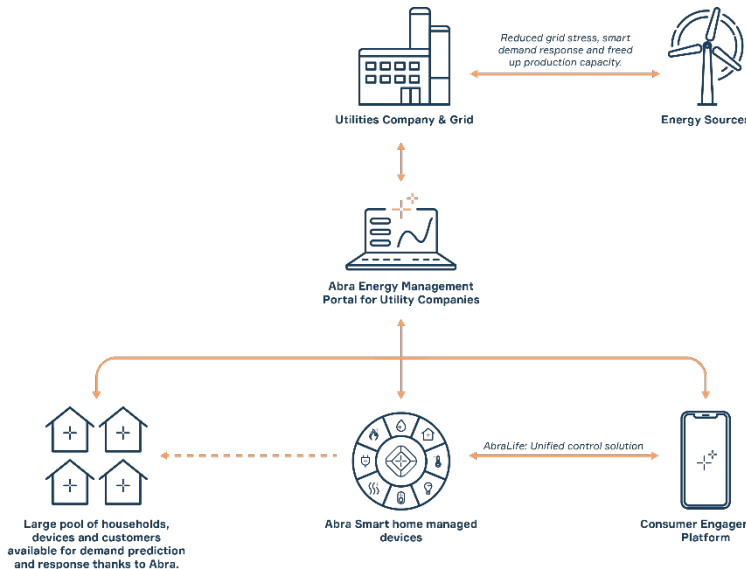 Reduced grid stress, smart
demand response and freed
up production capacity.
Utilities Company & Grid
Energy Sources
Abra Energy Management
Portal for Utility Companies
AbraLife: Unified control solution
Large pool of households,
devices and customers
available for demand prediction
and response thanks to Abra.
Abra Smart home managed
devices
Consumer Engagem
Platform